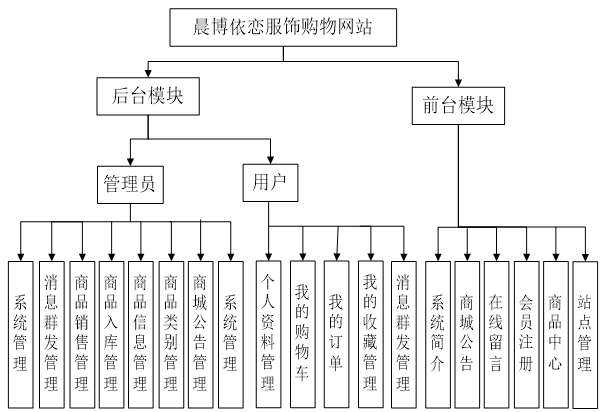 晨博依恋服饰购物网站
后台模块
前台模块
管理员
用户
系统管理
消息群发管理
商品销售管理
商品入库管理
商品信息管理
商品类别管理
商城公告管理
系统管理
个人资料管理
我的购物车
我的订单
我的收藏管理
消息群发管理
系统简介
商城公告
在线留言
会员注册
商品中心
站点管理